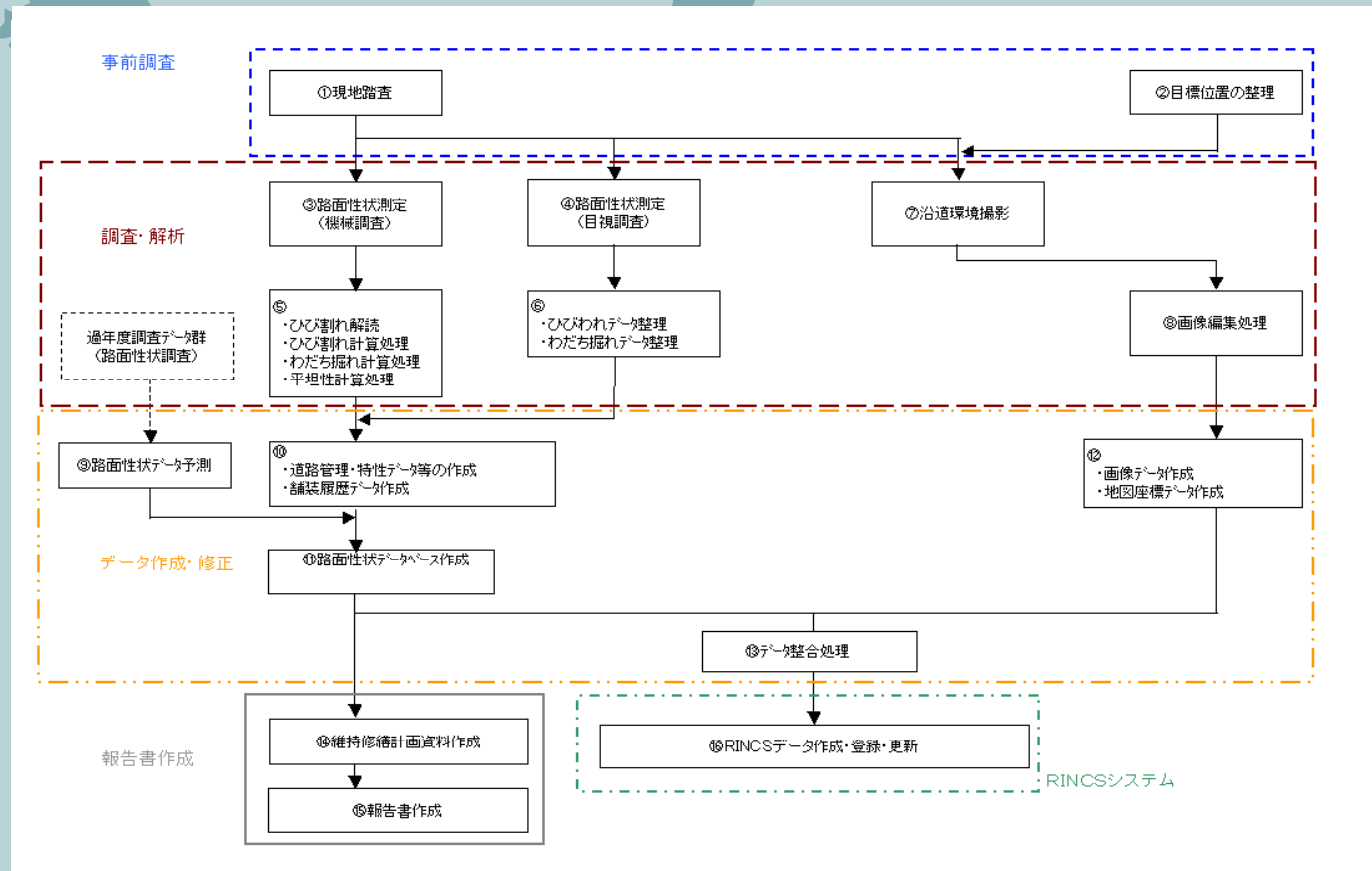 事前調査
①現地踏査
②目標位置の整理
調査・解析
③路面性状測定
（機械調査）
④路面性状測定
（目視調査）
⑦沿道環境撮影
過年度調査ﾃﾞｰﾀ群
（路面性状調査）
⑤
・ひび割れ解読
・ひび割れ計算処理
・わだち掘れ計算処理
・平坦性計算処理
⑥
・ひびわれデータ整理
・わだち掘れデータ整理
⑧画像編集処理
データ作成・修正
⑨路面性状ﾃﾞｰﾀ予測
⑩
・道路管理・特性ﾃﾞｰﾀ等の作成
・舗装履歴ﾃﾞｰﾀ作成
⑫
・画像ﾃﾞｰﾀ作成
・地図座標ﾃﾞｰﾀ作成
⑪路面性状ﾃﾞｰﾀﾍﾞｰｽ作成
⑬ﾃﾞｰﾀ整合処理
報告書作成
⑭維持修繕計画資料作成
⑮報告書作成
⑯RINCSデータ作成・登録・更新
RINCSシステム